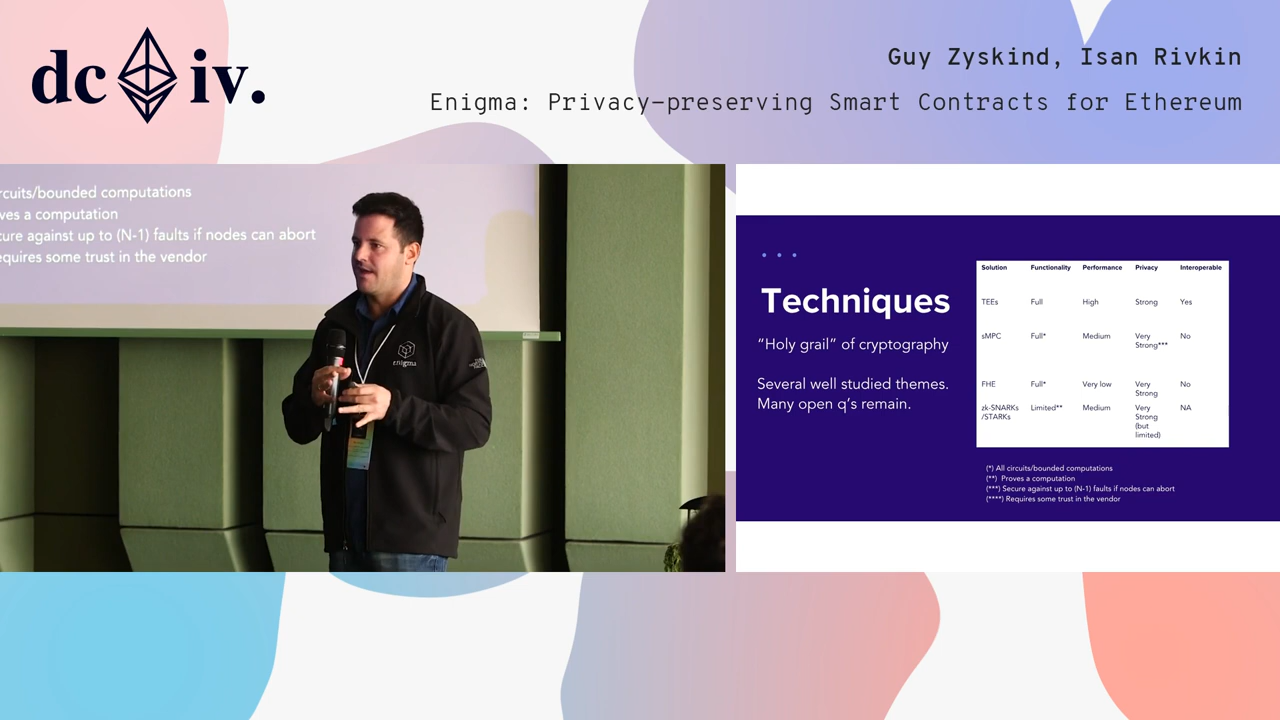 dc iv.
Guy Zyskind, Isan Rivkin
Enigma: Privacy-preserving Smart Contracts for Ethereum
rcuits/bounded computations
ves a computation
cure against up to (N-1) faults if nodes can abort
equires some trust in the vendor
enigma
Techniques
“Holy grail” of cryptography
Several well studied themes.
Many open q’s remain.
Solution Functionality Performance Privacy Interoperable
TEEs Full High Strong Yes
sMPC Full* Medium Very Strong*** No
FHE Full* Very low Very Strong No
zk-SNARKs /STARKs Limited** Medium Very Strong (but limited) NA
(*) All circuits/bounded computations
(**) Proves a computation
(***) Secure against up to (N-1) faults if nodes can abort
(****) Requires some trust in the vendor